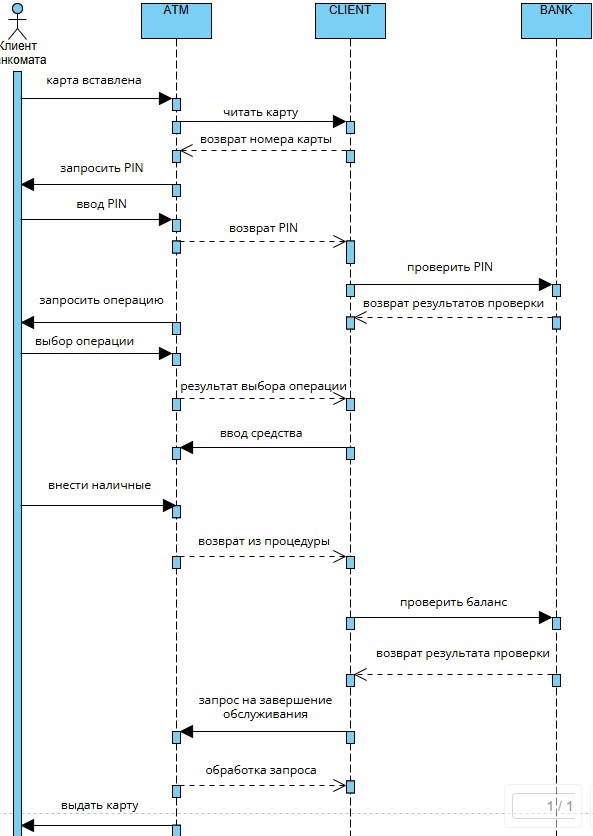 ATM
CLIENT
BANK
Клиент
анкомата
карта вставлена
читать карту
возврат номера карты
запросить PIN
ввод PIN
возврат PIN
проверить PIN
запросить операцию
возврат результатов проверки
выбор операции
результат выбора операции
ввод средства
внести наличные
возврат из процедуры
проверить баланс
возврат результата проверки
запрос на завершение
обслуживания
обработка запроса
1 / 1
выдать карту